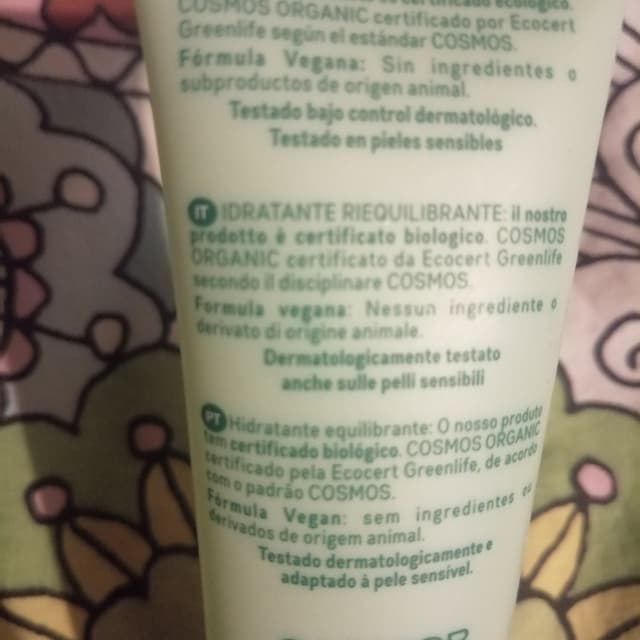 certificado ecológico.
COSMOS ORGANIC certificado por Ecocert
Greenlife según el estándar COSMOS.
Fórmula Vegana: Sin ingredientes o
subproductos de origen animal.
Testado bajo control dermatológico.
Testado en pieles sensibles
IT IDRATANTE RIEQUILIBRANTE: il nostro
prodotto è certificato biologico. COSMOS
ORGANIC certificato da Ecocert Greenlife
secondo il disciplinare COSMOS.
Formula vegana: Nessun ingrediente o
derivato di origine animale.
Dermatologicamente testato
anche sulle pelli sensibili
PT Hidratante equilibrante: O nosso produto
tem certificado biológico. COSMOS ORGANIC
certificado pela Ecocert Greenlife, de acordo
com o padrão COSMOS.
Fórmula Vegan: sem ingredientes ou
derivados de origem animal.
Testado dermatologicamente e
adaptado à pele sensível.